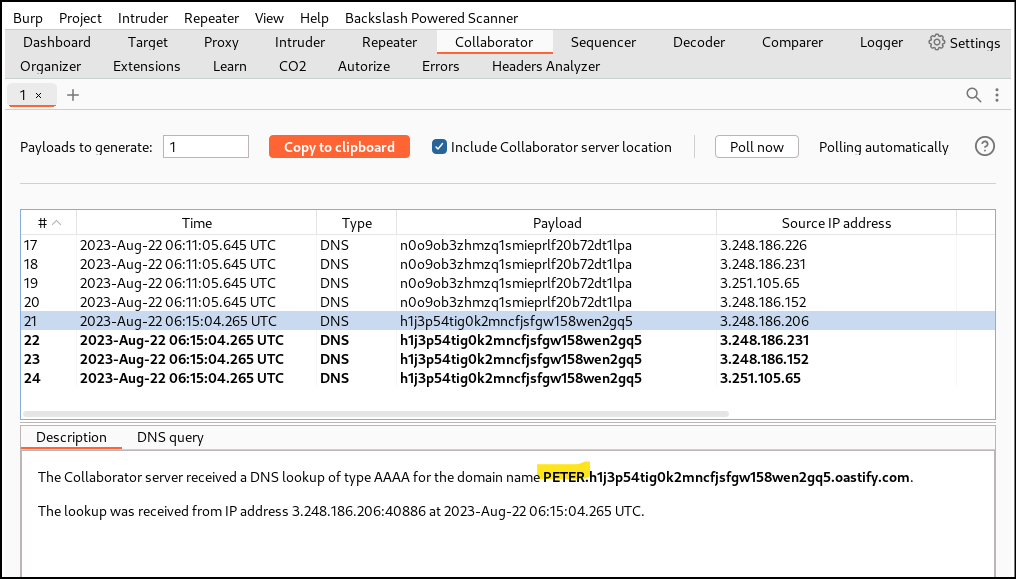 Burp Project Intruder Repeater View Help Backslash Powered Scanner
Dashboard Target Proxy Intruder Repeater Collaborator Sequencer Decoder Comparer Logger Settings
Organizer Extensions Learn CO2 Autorize Errors Headers Analyzer
1 × +
Payloads to generate: 1 Copy to clipboard Include Collaborator server location Poll now Polling automatically ?
# Time Type Payload Source IP address
17 2023-Aug-22 06:11:05.645 UTC DNS n0o9ob3zhmzq1smieprlf20b72dt1lpa 3.248.186.226
18 2023-Aug-22 06:11:05.645 UTC DNS n0o9ob3zhmzq1smieprlf20b72dt1lpa 3.248.186.231
19 2023-Aug-22 06:11:05.645 UTC DNS n0o9ob3zhmzq1smieprlf20b72dt1lpa 3.251.105.65
20 2023-Aug-22 06:11:05.645 UTC DNS n0o9ob3zhmzq1smieprlf20b72dt1lpa 3.248.186.152
21 2023-Aug-22 06:15:04.265 UTC DNS h1j3p54tig0k2mncfjsfgw158wen2gq5 3.248.186.206
22 2023-Aug-22 06:15:04.265 UTC DNS h1j3p54tig0k2mncfjsfgw158wen2gq5 3.248.186.231
23 2023-Aug-22 06:15:04.265 UTC DNS h1j3p54tig0k2mncfjsfgw158wen2gq5 3.248.186.152
24 2023-Aug-22 06:15:04.265 UTC DNS h1j3p54tig0k2mncfjsfgw158wen2gq5 3.251.105.65
Description DNS query
The Collaborator server received a DNS lookup of type AAAA for the domain name PETER.h1j3p54tig0k2mncfjsfgw158wen2gq5.oastify.com.
The lookup was received from IP address 3.248.186.206:40886 at 2023-Aug-22 06:15:04.265 UTC.